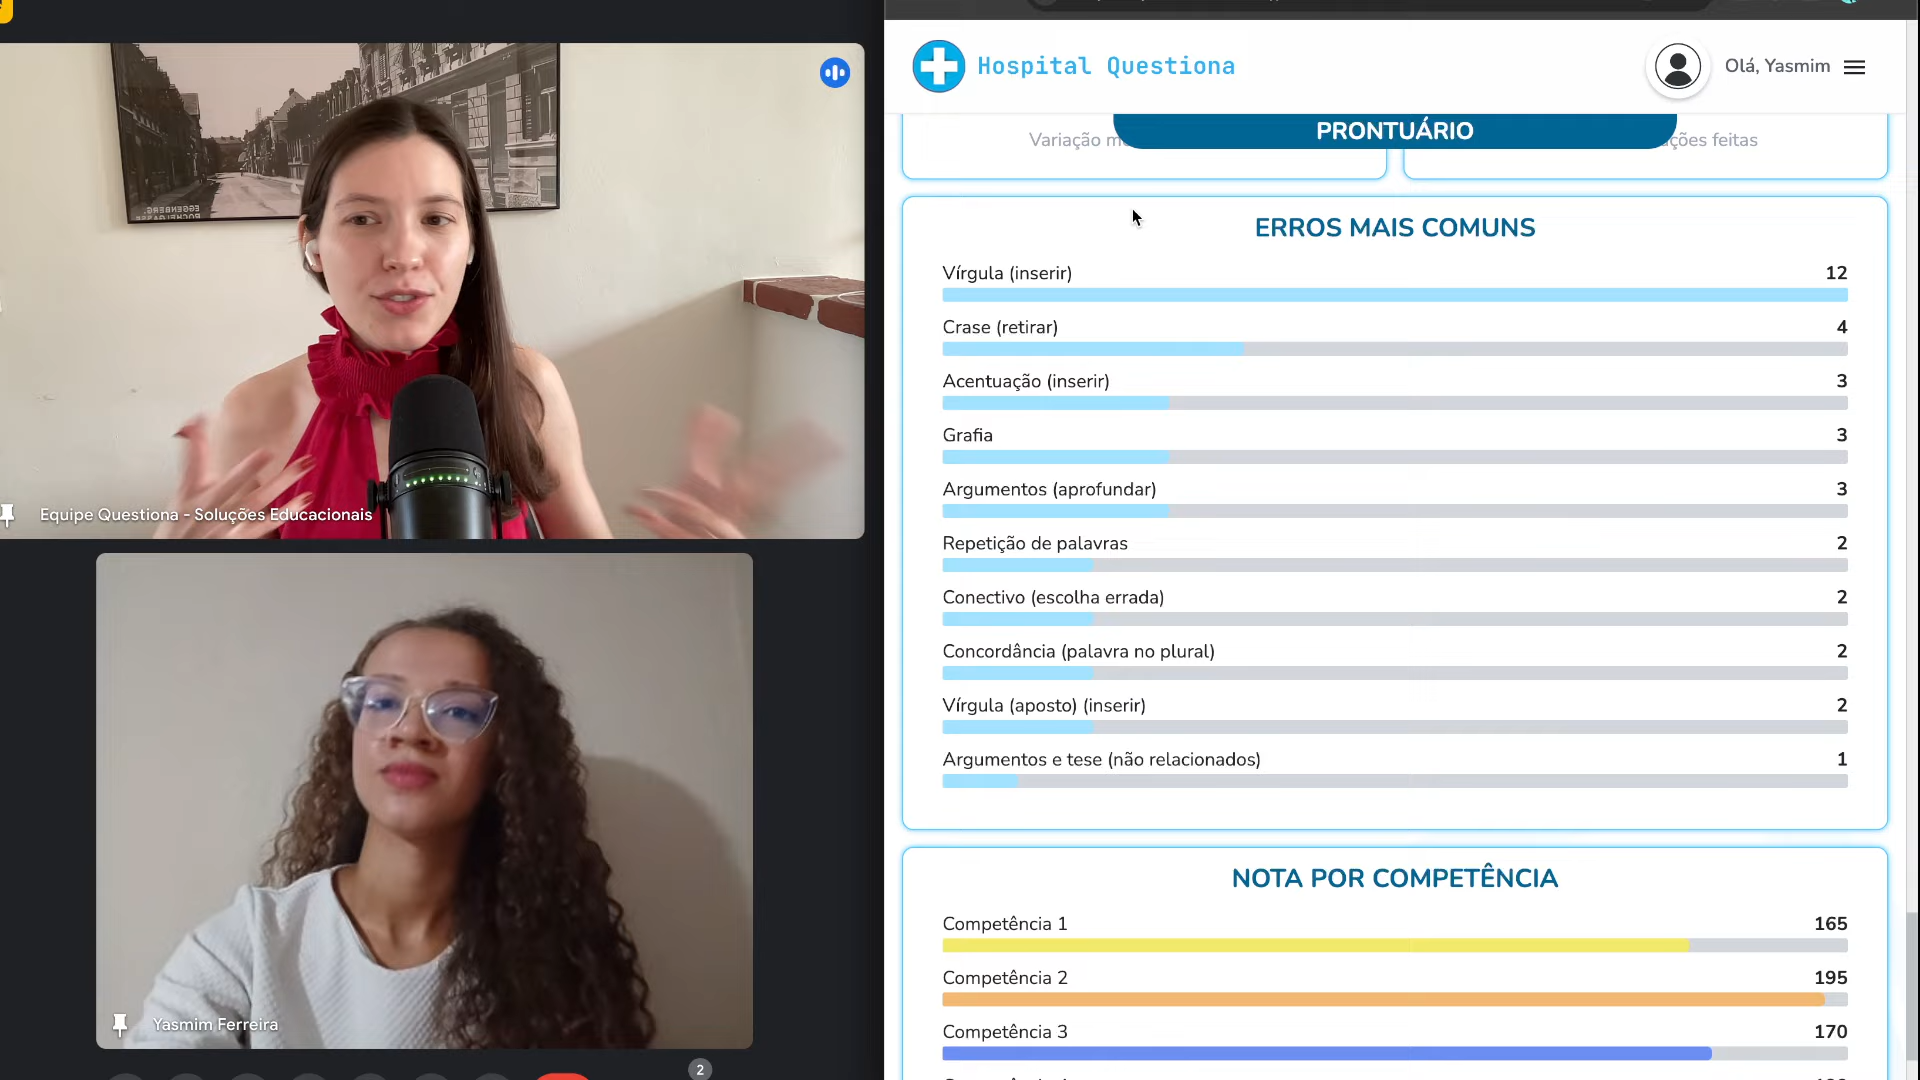 Equipe Questiona - Soluções Educacionais
Yasmim Ferreira
2
Hospital Questiona
Olá, Yasmim
PRONTUÁRIO
Variação
ções feitas
ERROS MAIS COMUNS
Vírgula (inserir) 12
Crase (retirar) 4
Acentuação (inserir) 3
Grafia 3
Argumentos (aprofundar) 3
Repetição de palavras 2
Conectivo (escolha errada) 2
Concordância (palavra no plural) 2
Vírgula (aposto) (inserir) 2
Argumentos e tese (não relacionados) 1
NOTA POR COMPETÊNCIA
Competência 1 165
Competência 2 195
Competência 3 170